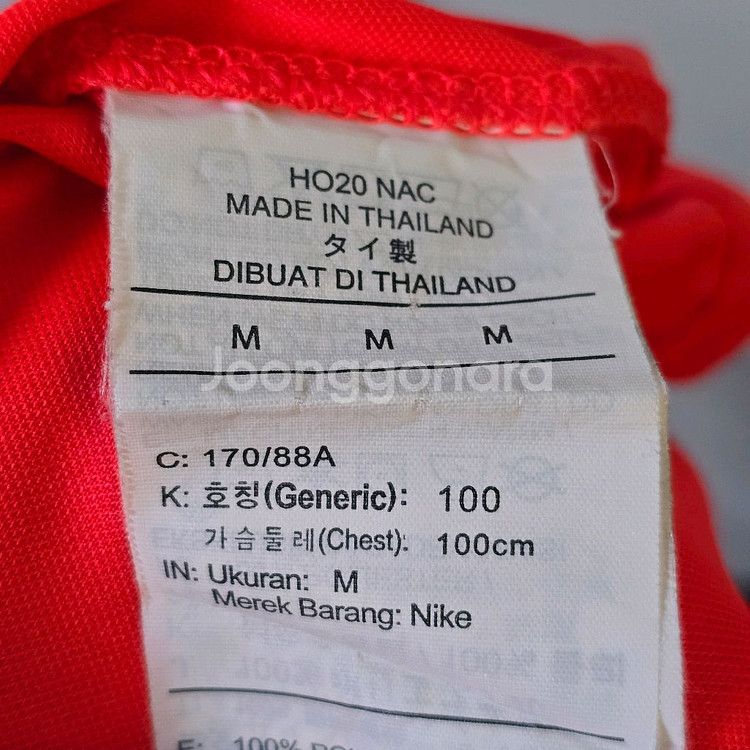 HO20 NAC
MADE IN THAILAND
タイ製
DIBUAT DI THAILAND
M M M
Joonggonara
C: 170/88A
K: 호칭(Generic): 100
가슴둘레(Chest): 100cm
IN: Ukuran: M
Merek Barang: Nike
100%